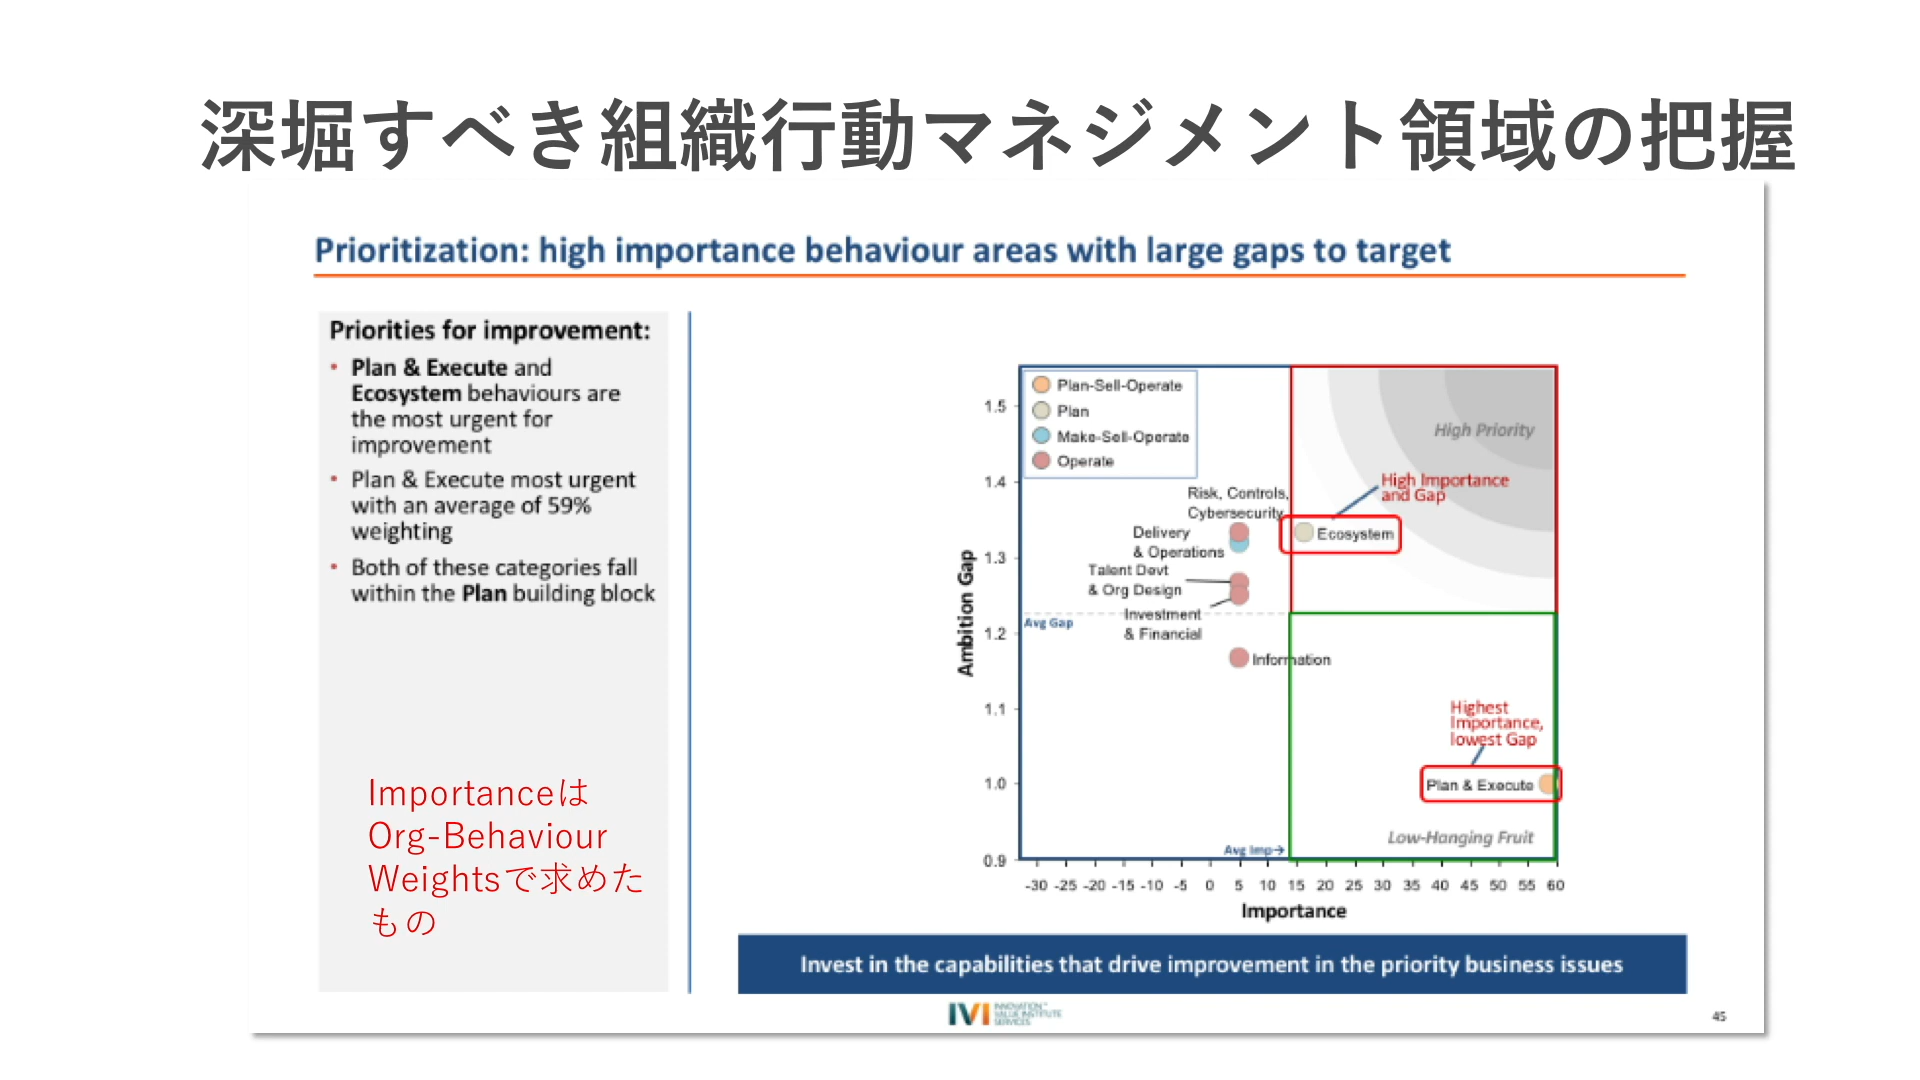 深堀すべき組織行動マネジメント領域の把握
Prioritization: high importance behaviour areas with large gaps to target
Priorities for improvement:
• Plan & Execute and
Ecosystem behaviours are
the most urgent for
improvement
• Plan & Execute most urgent
with an average of 59%
weighting
• Both of these categories fall
within the Plan building block
Importanceは
Org-Behaviour
Weightsで求めた
もの
Ambition Gap
1.5
1.4
1.3
1.2
1.1
1.0
0.9
Plan-Sell-Operate
Plan
Make-Sell-Operate
Operate
High Priority
High Importance
and Gap
Risk, Controls,
Cybersecurity
Delivery
& Operations
Ecosystem
Talent Devt
& Org Design
Investment
& Financial
Avg Gap
Information
Highest
Importance,
lowest Gap
Plan & Execute
Low-Hanging Fruit
Avg Imp→
-30 -25 -20 -15 -10 -5 0 5 10 15 20 25 30 35 40 45 50 55 60
Importance
Invest in the capabilities that drive improvement in the priority business issues
IVI
INNOVATION
VALUE INSTITUTE
SERVICES
45